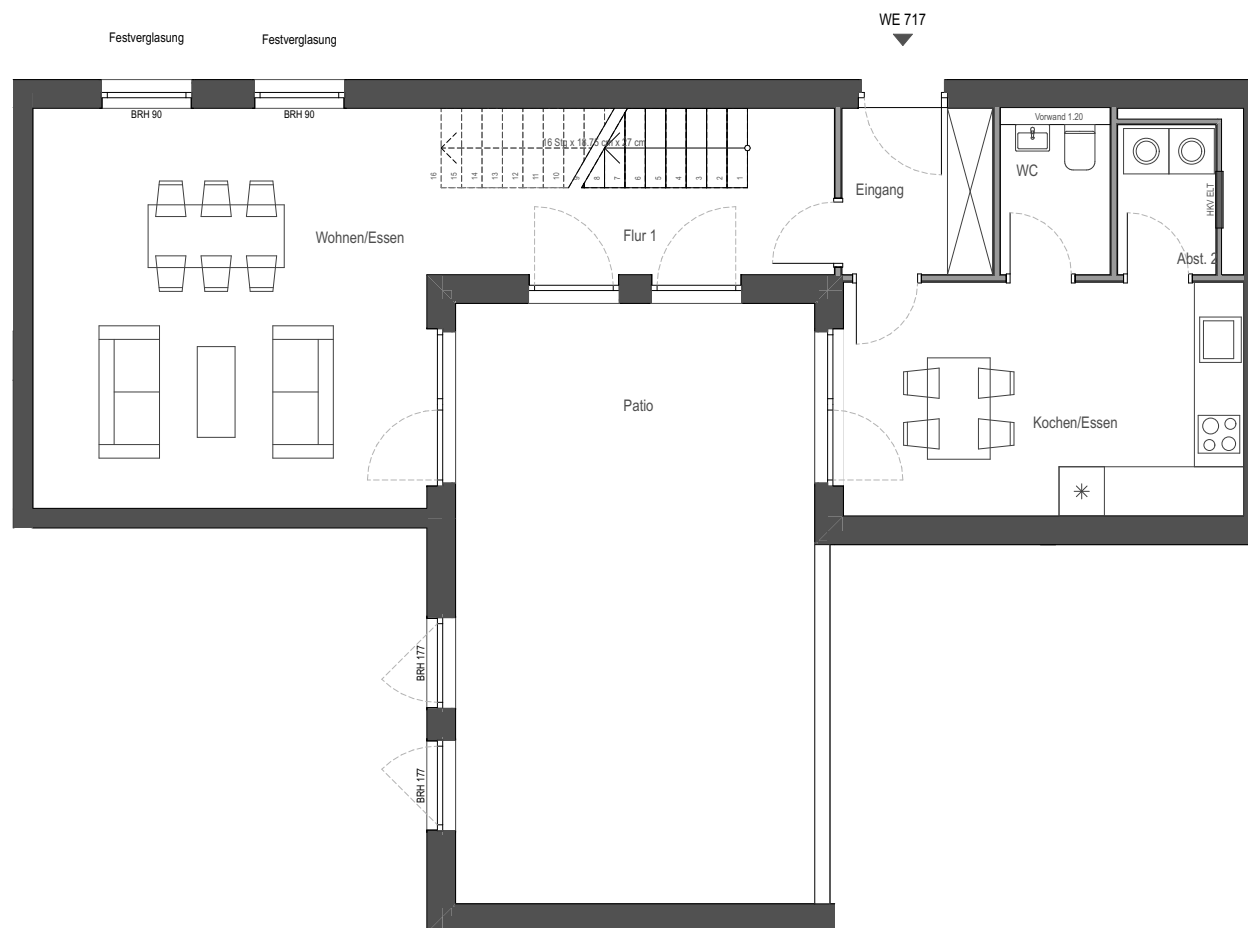 WE 717
Festverglasung
Festverglasung
BRH 90
BRH 90
Vorwand 1.20
16 Stg x 18.75 cm x 27 cm
16
15
14
13
12
11
10
9
8
7
6
5
4
3
2
1
WC
Eingang
HKV ELT
Wohnen/Essen
Flur 1
Abst. 2
Patio
Kochen/Essen
BRH 177
BRH 177